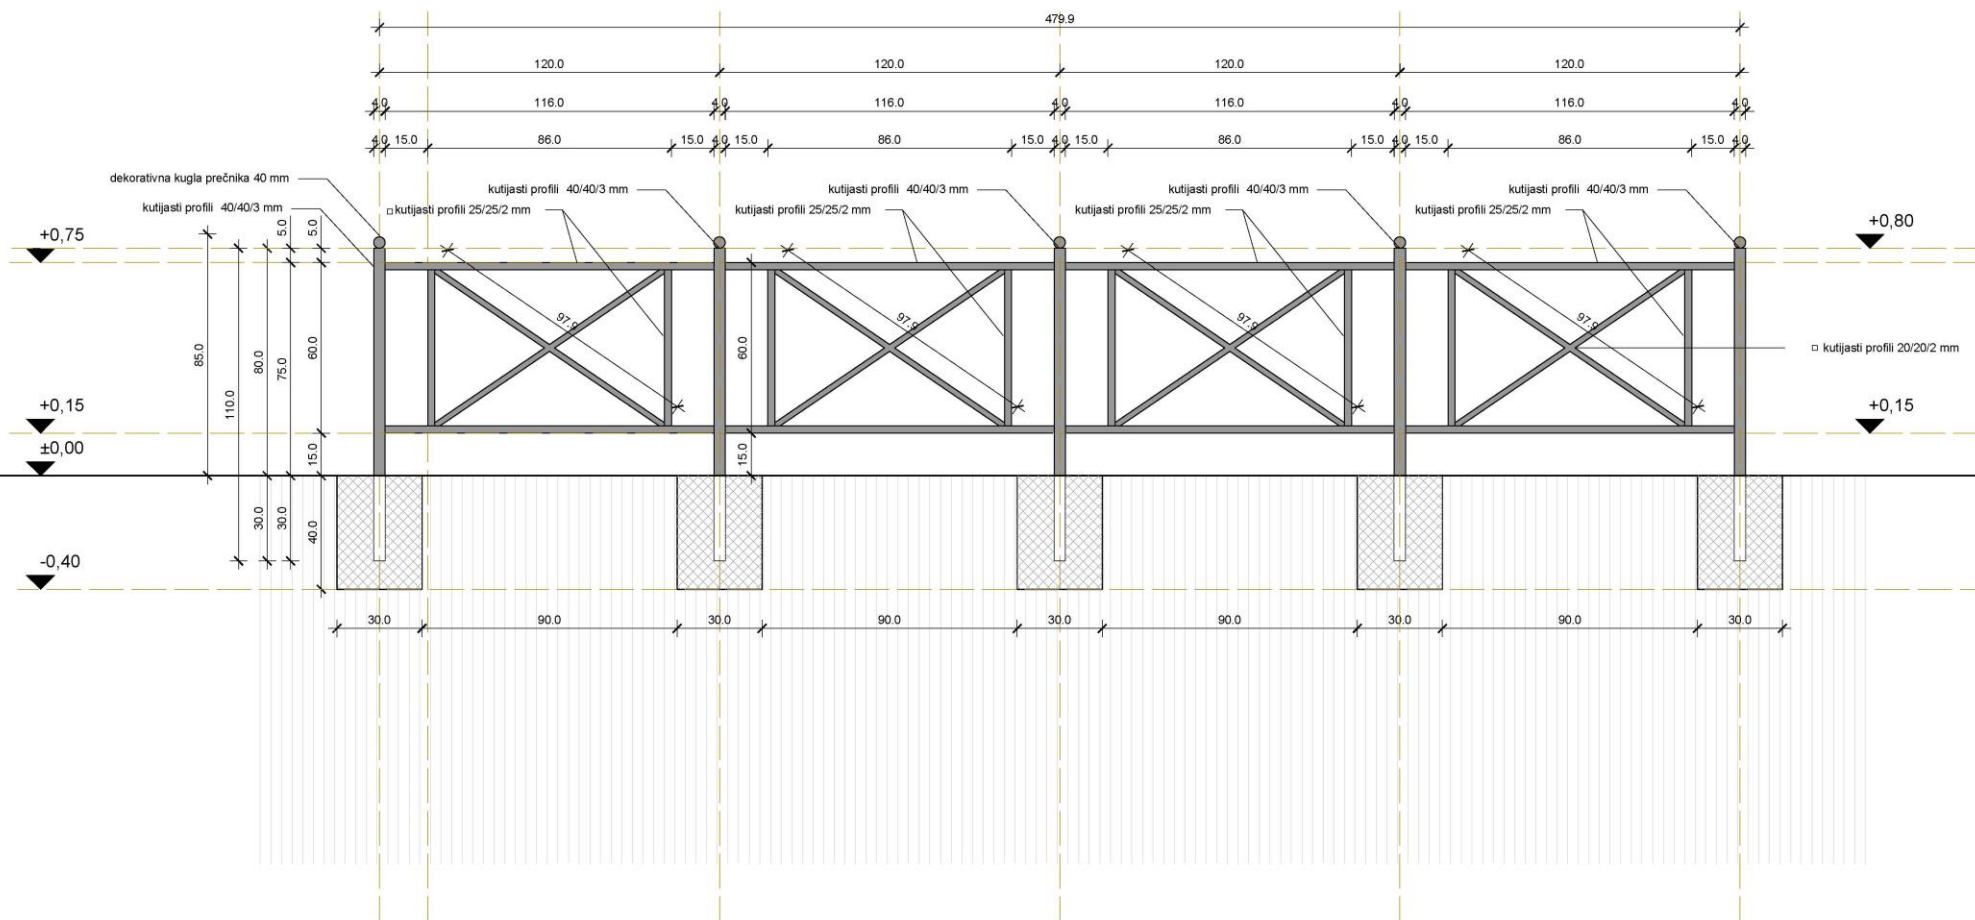 479.9
120.0 120.0 120.0 120.0
4.0 116.0 4.0 116.0 4.0 116.0 4.0 116.0 4.0
4.0 15.0 86.0 15.0 4.0 15.0 86.0 15.0 4.0 15.0 86.0 15.0 4.0 15.0 86.0 15.0 4.0
dekorativna kugla prečnika 40 mm
kutijasti profili 40/40/3 mm
kutijasti profili 40/40/3 mm
kutijasti profili 40/40/3 mm
kutijasti profili 40/40/3 mm
kutijasti profili 40/40/3 mm
kutijasti profili 25/25/2 mm
kutijasti profili 25/25/2 mm
kutijasti profili 25/25/2 mm
kutijasti profili 25/25/2 mm
+0,75
+0,80
5.0 5.0
97.9 97.9 97.9 97.9
85.0
110.0
80.0
75.0
60.0
60.0
kutijasti profili 20/20/2 mm
+0,15
+0,15
±0,00
15.0
15.0
30.0
30.0
40.0
-0,40
30.0 90.0 30.0 90.0 30.0 90.0 30.0 90.0 30.0